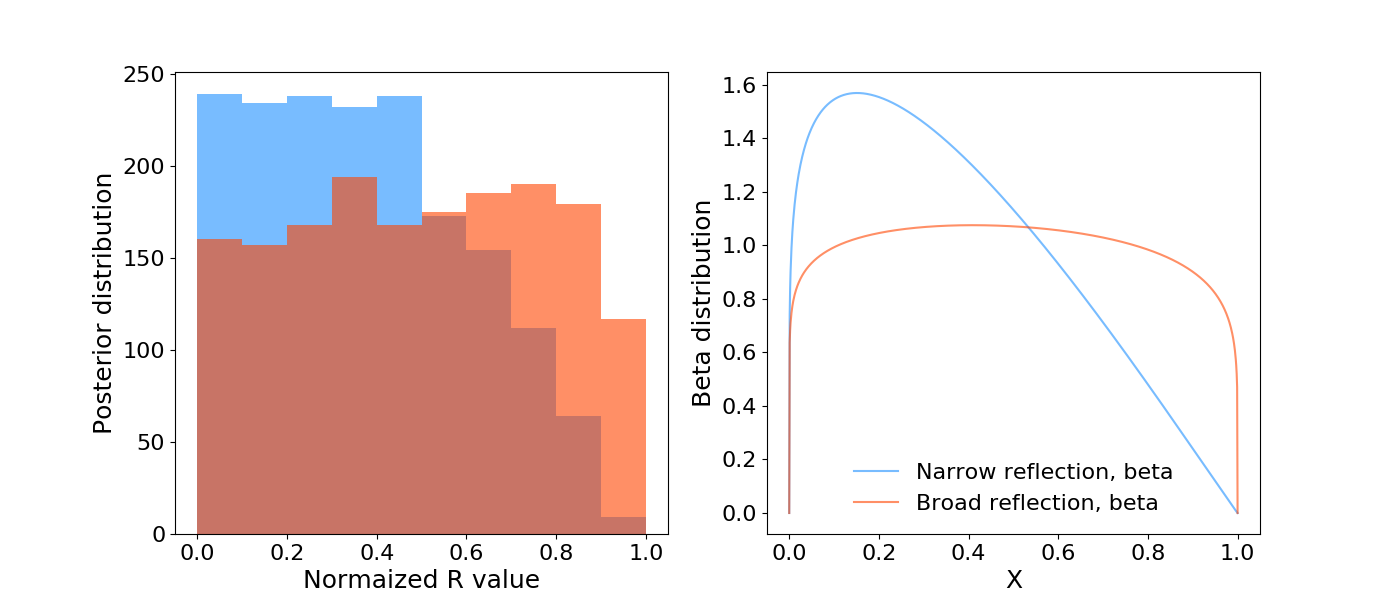 Posterior distribution
250
200
150
100
50
0
0.0 0.2 0.4 0.6 0.8 1.0
Normaized R value
Beta distribution
1.6
1.4
1.2
1.0
0.8
0.6
0.4
0.2
0.0
Narrow reflection, beta
Broad reflection, beta
0.0 0.2 0.4 0.6 0.8 1.0
X